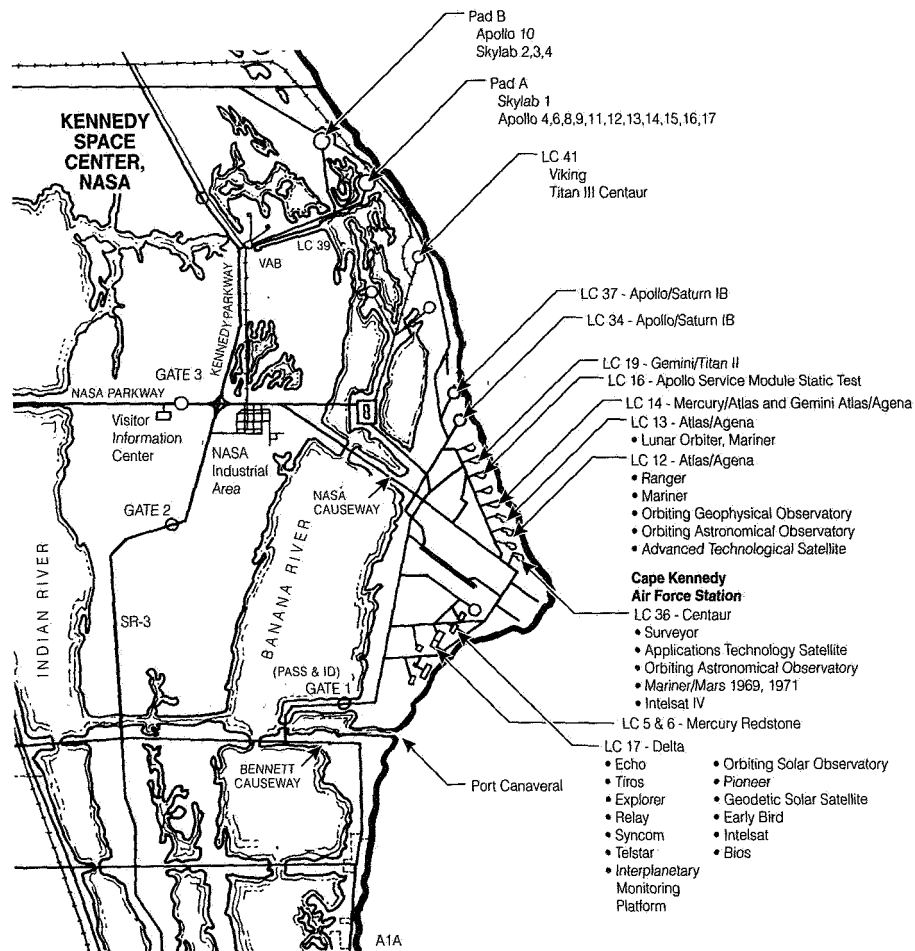 Pad B
Apollo 10
Skylab 2,3,4
Pad A
Skylab 1
Apollo 4,6,8,9,11,12,13,14,15,16,17
KENNEDY
SPACE
CENTER,
NASA
LC 41
Viking
Titan III Centaur
LC 39
VAB
KENNEDY PARKWAY
LC 37 - Apollo/Saturn IB
LC 34 - Apollo/Saturn IB
GATE 3
NASA PARKWAY
LC 19 - Gemini/Titan II
LC 16 - Apollo Service Module Static Test
LC 14 - Mercury/Atlas and Gemini Atlas/Agena
LC 13 - Atlas/Agena
• Lunar Orbiter, Mariner
LC 12 - Atlas/Agena
• Ranger
• Mariner
• Orbiting Geophysical Observatory
• Orbiting Astronomical Observatory
• Advanced Technological Satellite
Visitor
Information
Center
NASA
Industrial
Area
NASA
CAUSEWAY
GATE 2
INDIAN RIVER
BANANA RIVER
SR-3
Cape Kennedy
Air Force Station
LC 36 - Centaur
• Surveyor
• Applications Technology Satellite
• Orbiting Astronomical Observatory
• Mariner/Mars 1969, 1971
• Intelsat IV
(PASS & ID)
GATE 1
LC 5 & 6 - Mercury Redstone
LC 17 - Delta
• Echo
• Tiros
• Explorer
• Relay
• Syncom
• Telstar
• Interplanetary
Monitoring
Platform
• Orbiting Solar Observatory
• Pioneer
• Geodetic Solar Satellite
• Early Bird
• Intelsat
• Bios
BENNETT
CAUSEWAY
Port Canaveral
A1A